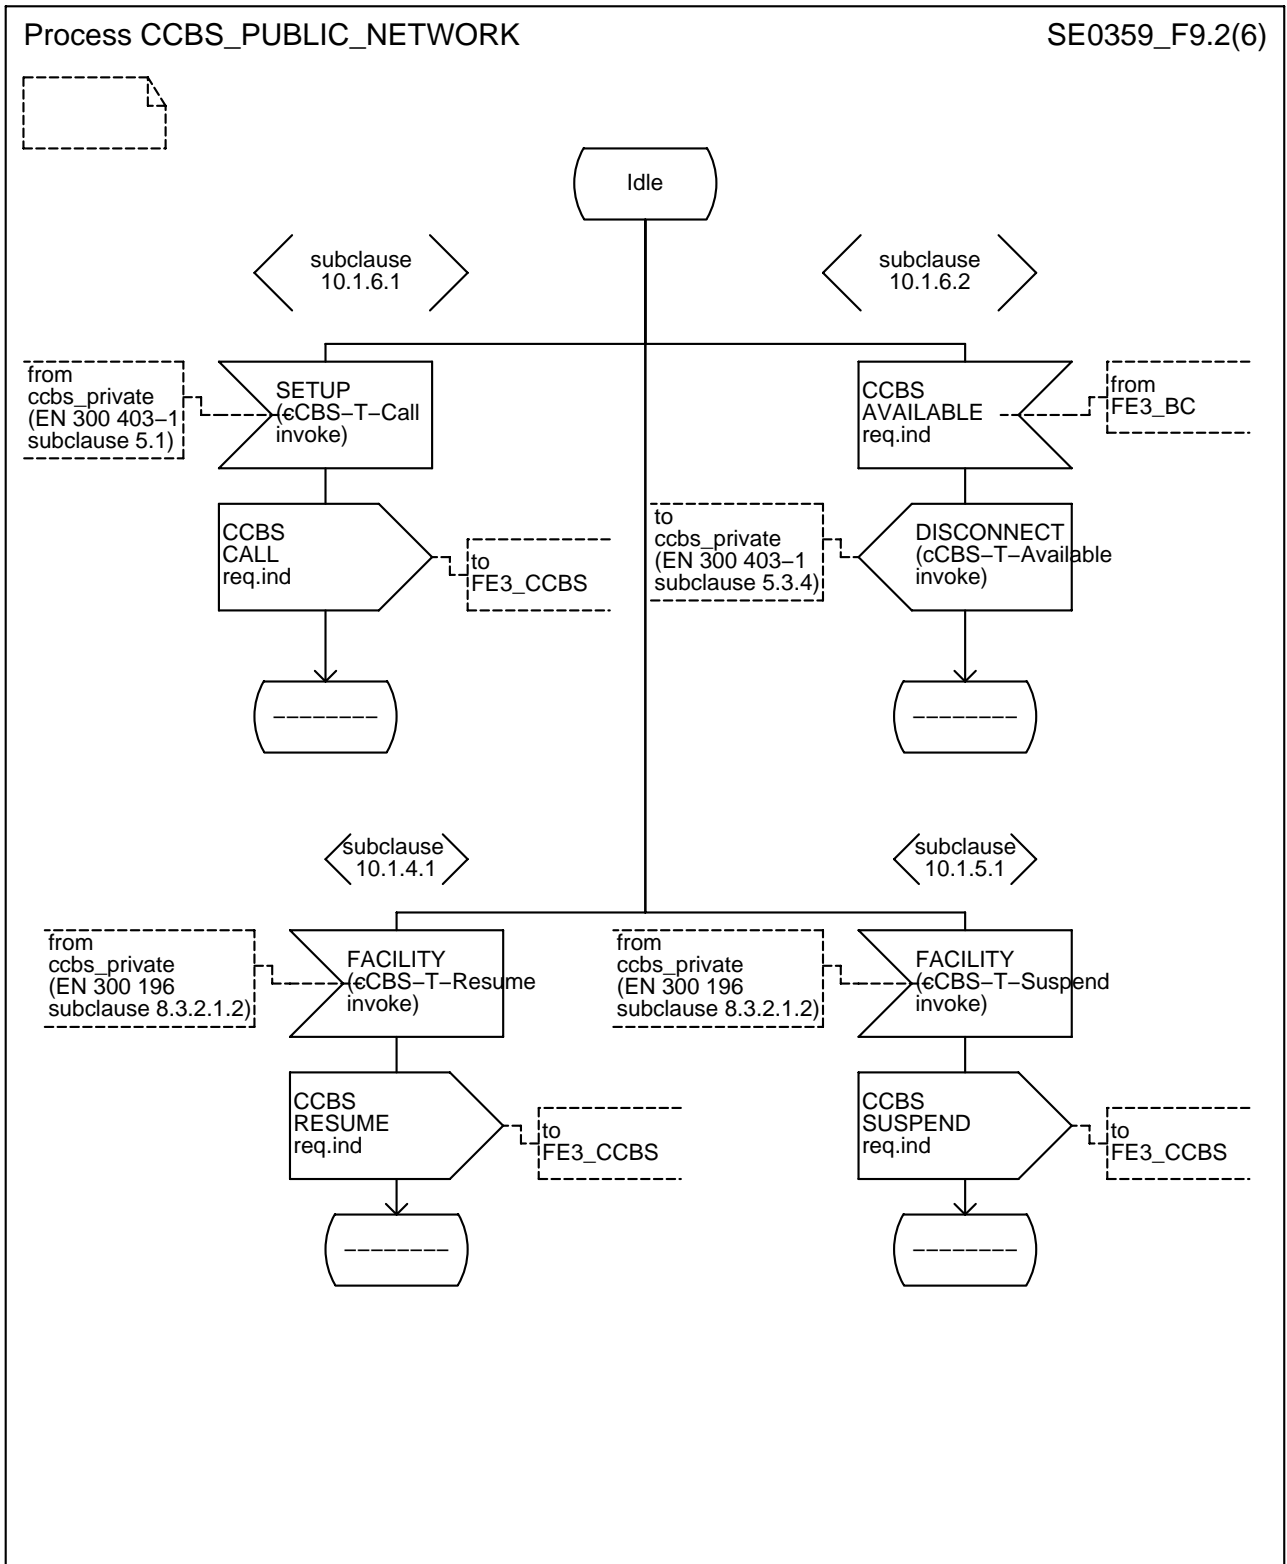 Process CCBS_PUBLIC_NETWORK
SE0359_F9.2(6)
Idle
subclause
10.1.6.1
subclause
10.1.6.2
from
ccbs_private
(EN 300 403–1
subclause 5.1)
SETUP
(cCBS–T–Call
invoke)
CCBS
AVAILABLE
req.ind
from
FE3_BC
CCBS
CALL
req.ind
to
FE3_CCBS
to
ccbs_private
(EN 300 403–1
subclause 5.3.4)
DISCONNECT
(cCBS–T–Available
invoke)
––––––––
––––––––
subclause
10.1.4.1
subclause
10.1.5.1
from
ccbs_private
(EN 300 196
subclause 8.3.2.1.2)
FACILITY
(cCBS–T–Resume
invoke)
from
ccbs_private
(EN 300 196
subclause 8.3.2.1.2)
FACILITY
(cCBS–T–Suspend
invoke)
CCBS
RESUME
req.ind
to
FE3_CCBS
CCBS
SUSPEND
req.ind
to
FE3_CCBS
––––––––
––––––––